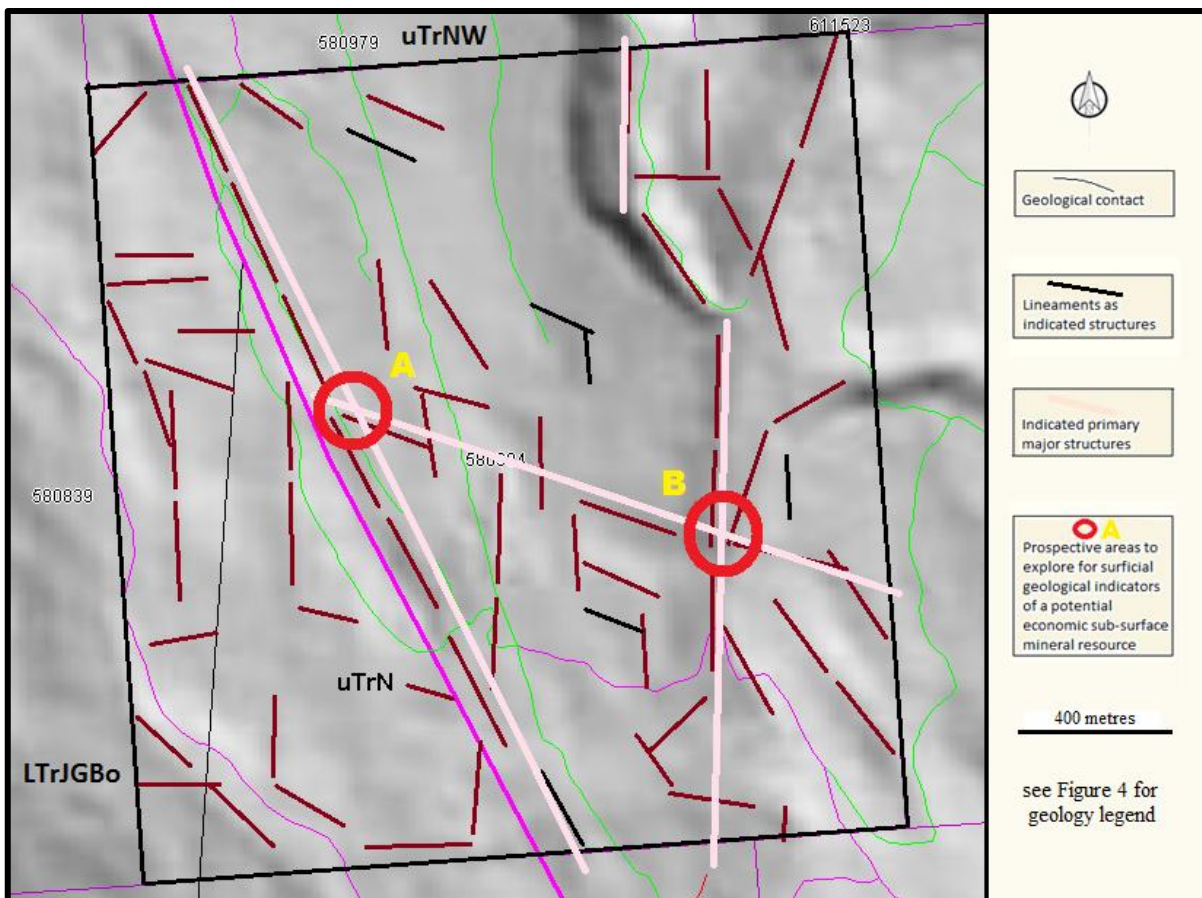 uTrNW
611523
580979
A
B
580839
uTrN
LTrJGBo
Geological contact
Lineaments as
indicated structures
Indicated primary
major structures
A
Prospective areas to
explore for surficial
geological indicators
of a potential
economic sub-surface
mineral resource
400 metres
see Figure 4 for
geology legend